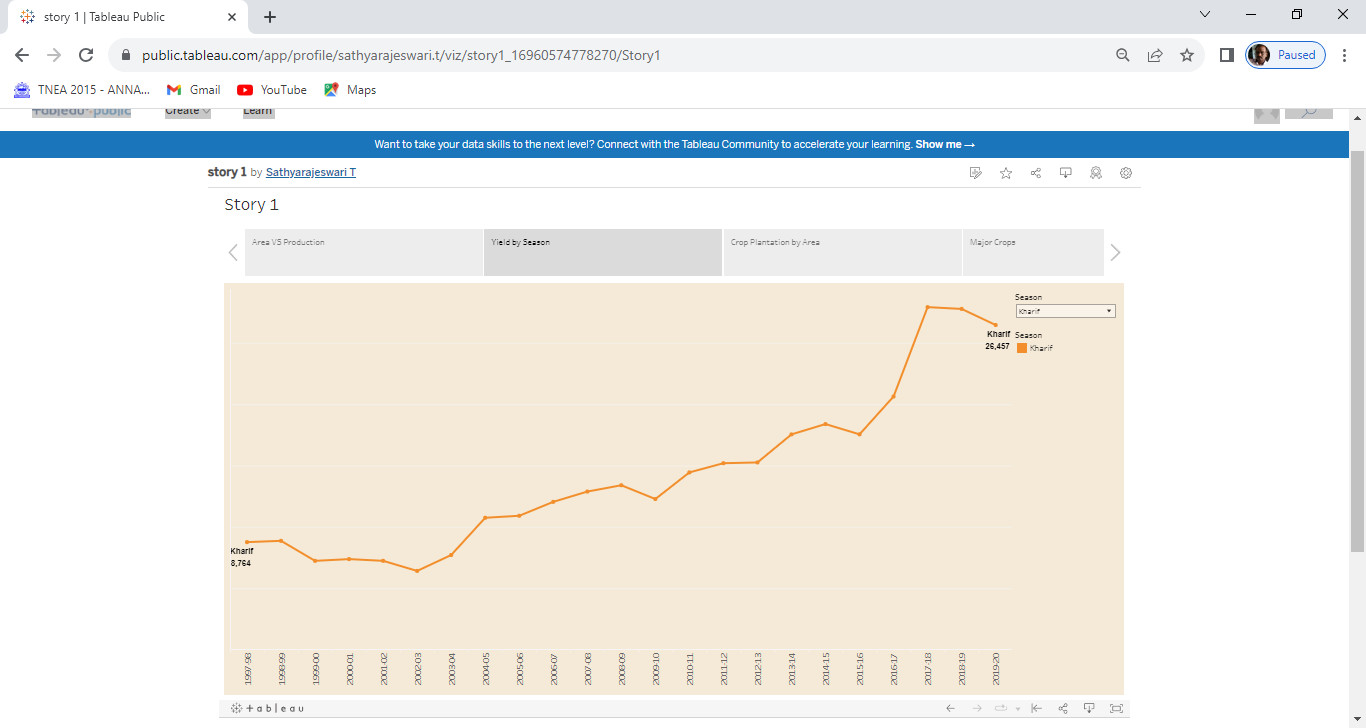 story 1 | Tableau Public
public.tableau.com/app/profile/sathyarajeswari.t/viz/story1_16960574778270/Story1
Paused
TNEA 2015 - ANNA... Gmail YouTube Maps
+ableau+public Create Learn
Want to take your data skills to the next level? Connect with the Tableau Community to accelerate your learning. Show me →
story 1 by Sathyarajeswari T
Story 1
Area VS Production
Yield by Season
Crop Plantation by Area
Major Crops
Season
Kharif
Season
Kharif
Kharif
26,457
Kharif
8,764
1997-98
1998-99
1999-00
2000-01
2001-02
2002-03
2003-04
2004-05
2005-06
2006-07
2007-08
2008-09
2009-10
2010-11
2011-12
2012-13
2013-14
2014-15
2015-16
2016-17
2017-18
2018-19
2019-20
+ableau